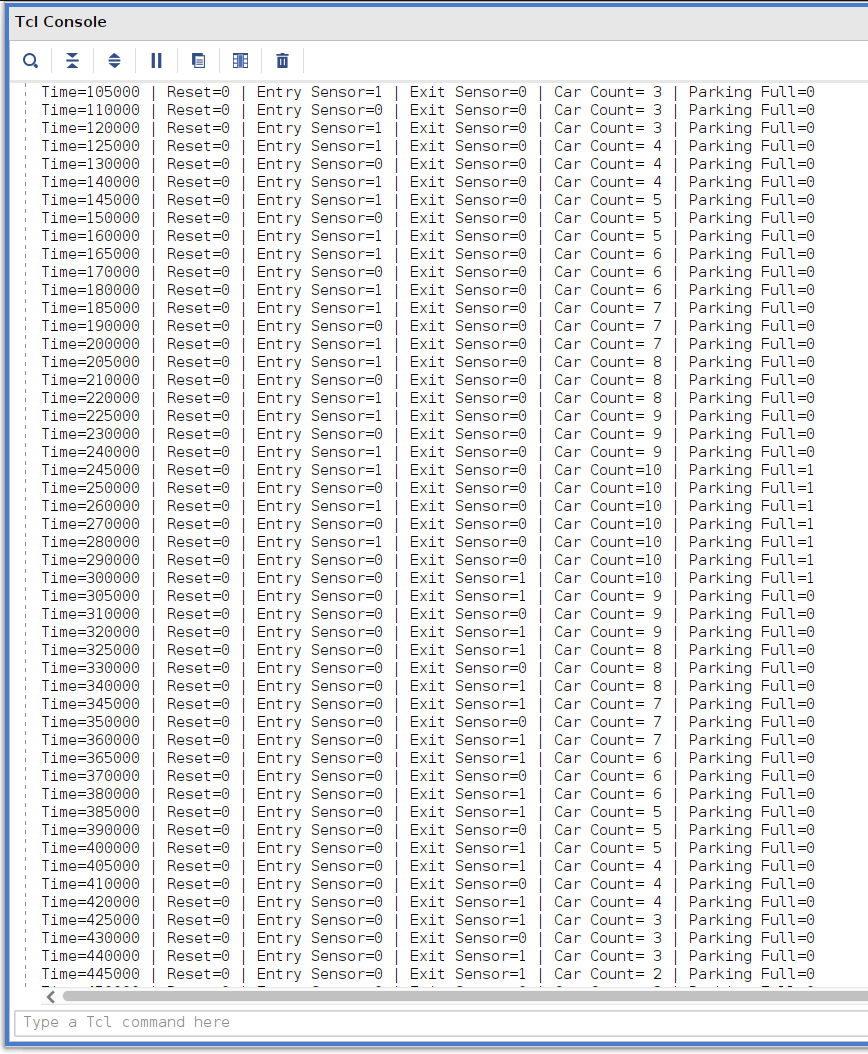 Tcl Console
Time=105000 | Reset=0 | Entry Sensor=1 | Exit Sensor=0 | Car Count= 3 | Parking Full=0
Time=110000 | Reset=0 | Entry Sensor=0 | Exit Sensor=0 | Car Count= 3 | Parking Full=0
Time=120000 | Reset=0 | Entry Sensor=1 | Exit Sensor=0 | Car Count= 3 | Parking Full=0
Time=125000 | Reset=0 | Entry Sensor=1 | Exit Sensor=0 | Car Count= 4 | Parking Full=0
Time=130000 | Reset=0 | Entry Sensor=0 | Exit Sensor=0 | Car Count= 4 | Parking Full=0
Time=140000 | Reset=0 | Entry Sensor=1 | Exit Sensor=0 | Car Count= 4 | Parking Full=0
Time=145000 | Reset=0 | Entry Sensor=1 | Exit Sensor=0 | Car Count= 5 | Parking Full=0
Time=150000 | Reset=0 | Entry Sensor=0 | Exit Sensor=0 | Car Count= 5 | Parking Full=0
Time=160000 | Reset=0 | Entry Sensor=1 | Exit Sensor=0 | Car Count= 5 | Parking Full=0
Time=165000 | Reset=0 | Entry Sensor=1 | Exit Sensor=0 | Car Count= 6 | Parking Full=0
Time=170000 | Reset=0 | Entry Sensor=0 | Exit Sensor=0 | Car Count= 6 | Parking Full=0
Time=180000 | Reset=0 | Entry Sensor=1 | Exit Sensor=0 | Car Count= 6 | Parking Full=0
Time=185000 | Reset=0 | Entry Sensor=1 | Exit Sensor=0 | Car Count= 7 | Parking Full=0
Time=190000 | Reset=0 | Entry Sensor=0 | Exit Sensor=0 | Car Count= 7 | Parking Full=0
Time=200000 | Reset=0 | Entry Sensor=1 | Exit Sensor=0 | Car Count= 7 | Parking Full=0
Time=205000 | Reset=0 | Entry Sensor=1 | Exit Sensor=0 | Car Count= 8 | Parking Full=0
Time=210000 | Reset=0 | Entry Sensor=0 | Exit Sensor=0 | Car Count= 8 | Parking Full=0
Time=220000 | Reset=0 | Entry Sensor=1 | Exit Sensor=0 | Car Count= 8 | Parking Full=0
Time=225000 | Reset=0 | Entry Sensor=1 | Exit Sensor=0 | Car Count= 9 | Parking Full=0
Time=230000 | Reset=0 | Entry Sensor=0 | Exit Sensor=0 | Car Count= 9 | Parking Full=0
Time=240000 | Reset=0 | Entry Sensor=1 | Exit Sensor=0 | Car Count= 9 | Parking Full=0
Time=245000 | Reset=0 | Entry Sensor=1 | Exit Sensor=0 | Car Count=10 | Parking Full=1
Time=250000 | Reset=0 | Entry Sensor=0 | Exit Sensor=0 | Car Count=10 | Parking Full=1
Time=260000 | Reset=0 | Entry Sensor=1 | Exit Sensor=0 | Car Count=10 | Parking Full=1
Time=270000 | Reset=0 | Entry Sensor=0 | Exit Sensor=0 | Car Count=10 | Parking Full=1
Time=280000 | Reset=0 | Entry Sensor=1 | Exit Sensor=0 | Car Count=10 | Parking Full=1
Time=290000 | Reset=0 | Entry Sensor=0 | Exit Sensor=0 | Car Count=10 | Parking Full=1
Time=300000 | Reset=0 | Entry Sensor=0 | Exit Sensor=1 | Car Count=10 | Parking Full=1
Time=305000 | Reset=0 | Entry Sensor=0 | Exit Sensor=1 | Car Count= 9 | Parking Full=0
Time=310000 | Reset=0 | Entry Sensor=0 | Exit Sensor=0 | Car Count= 9 | Parking Full=0
Time=320000 | Reset=0 | Entry Sensor=0 | Exit Sensor=1 | Car Count= 9 | Parking Full=0
Time=325000 | Reset=0 | Entry Sensor=0 | Exit Sensor=1 | Car Count= 8 | Parking Full=0
Time=330000 | Reset=0 | Entry Sensor=0 | Exit Sensor=0 | Car Count= 8 | Parking Full=0
Time=340000 | Reset=0 | Entry Sensor=0 | Exit Sensor=1 | Car Count= 8 | Parking Full=0
Time=345000 | Reset=0 | Entry Sensor=0 | Exit Sensor=1 | Car Count= 7 | Parking Full=0
Time=350000 | Reset=0 | Entry Sensor=0 | Exit Sensor=0 | Car Count= 7 | Parking Full=0
Time=360000 | Reset=0 | Entry Sensor=0 | Exit Sensor=1 | Car Count= 7 | Parking Full=0
Time=365000 | Reset=0 | Entry Sensor=0 | Exit Sensor=1 | Car Count= 6 | Parking Full=0
Time=370000 | Reset=0 | Entry Sensor=0 | Exit Sensor=0 | Car Count= 6 | Parking Full=0
Time=380000 | Reset=0 | Entry Sensor=0 | Exit Sensor=1 | Car Count= 6 | Parking Full=0
Time=385000 | Reset=0 | Entry Sensor=0 | Exit Sensor=1 | Car Count= 5 | Parking Full=0
Time=390000 | Reset=0 | Entry Sensor=0 | Exit Sensor=0 | Car Count= 5 | Parking Full=0
Time=400000 | Reset=0 | Entry Sensor=0 | Exit Sensor=1 | Car Count= 5 | Parking Full=0
Time=405000 | Reset=0 | Entry Sensor=0 | Exit Sensor=1 | Car Count= 4 | Parking Full=0
Time=410000 | Reset=0 | Entry Sensor=0 | Exit Sensor=0 | Car Count= 4 | Parking Full=0
Time=420000 | Reset=0 | Entry Sensor=0 | Exit Sensor=1 | Car Count= 4 | Parking Full=0
Time=425000 | Reset=0 | Entry Sensor=0 | Exit Sensor=1 | Car Count= 3 | Parking Full=0
Time=430000 | Reset=0 | Entry Sensor=0 | Exit Sensor=0 | Car Count= 3 | Parking Full=0
Time=440000 | Reset=0 | Entry Sensor=0 | Exit Sensor=1 | Car Count= 3 | Parking Full=0
Time=445000 | Reset=0 | Entry Sensor=0 | Exit Sensor=1 | Car Count= 2 | Parking Full=0
Type a Tcl command here